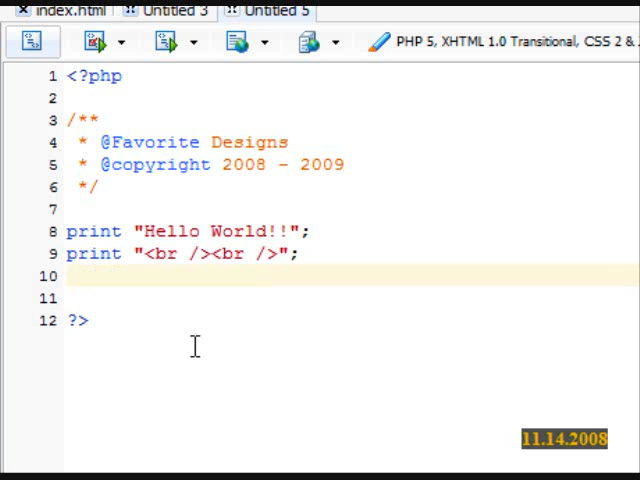 index.html Untitled 3 Untitled 5
PHP 5, XHTML 1.0 Transitional, CSS 2 &
1 <?php
2
3 /**
4 * @Favorite Designs
5 * @copyright 2008 - 2009
6 */
7
8 print "Hello World!!";
9 print "<br /><br />";
10
11
12 ?>
11.14.2008